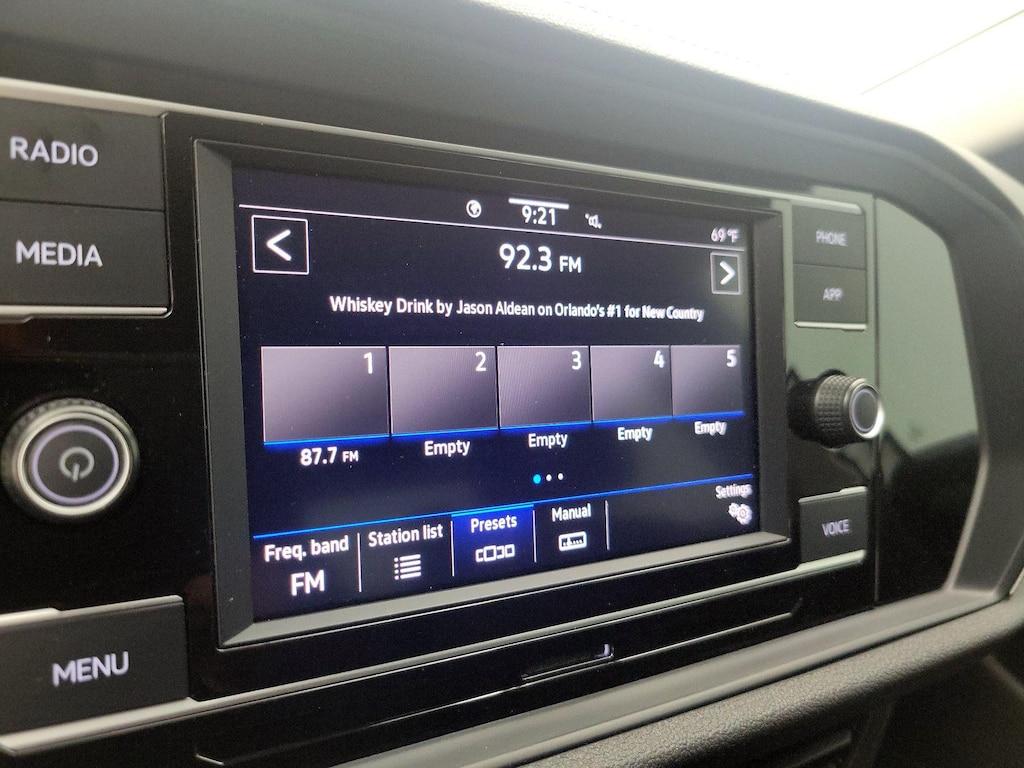 RADIO
MEDIA
MENU
9:21
69°F
92.3 FM
Whiskey Drink by Jason Aldean on Orlando's #1 for New Country
1
2
3
4
5
87.7 FM
Empty
Empty
Empty
Empty
Freq. band
FM
Station list
Presets
Manual
Settings
PHONE
APP
VOICE